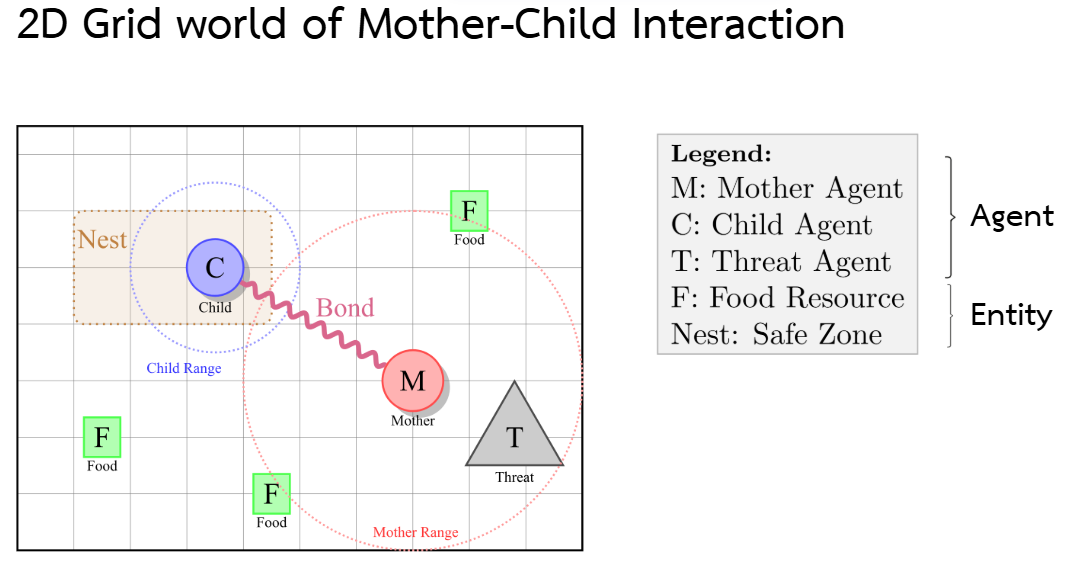 2D Grid world of Mother-Child Interaction
F
Food
Nest
C
Child
Bond
Child Range
M
Mother
T
Threat
F
Food
F
Food
Mother Range
Legend:
M: Mother Agent
C: Child Agent
T: Threat Agent
F: Food Resource
Nest: Safe Zone
Agent
Entity